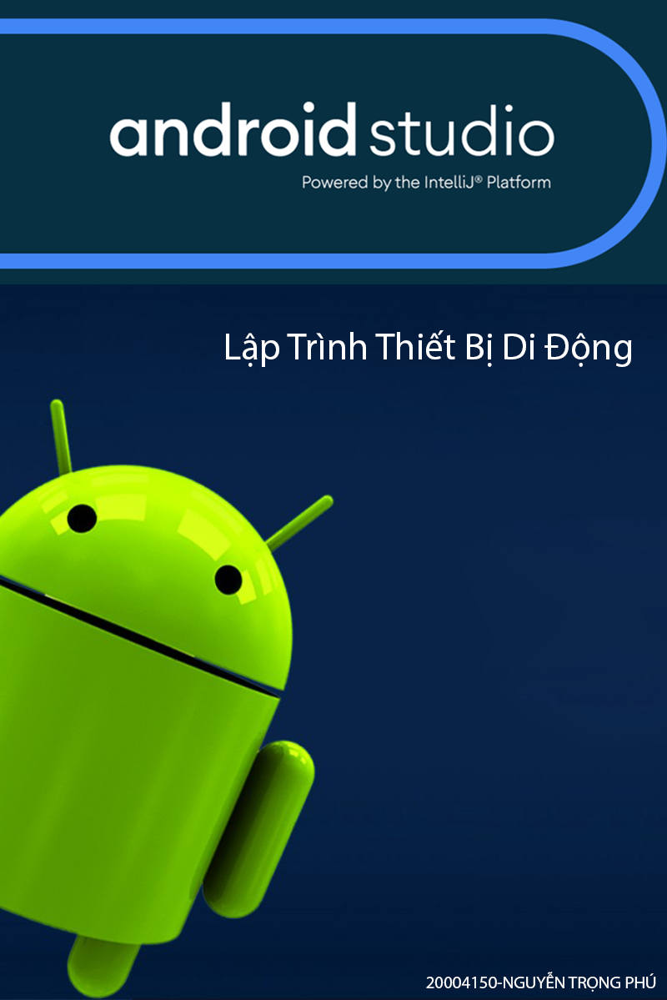 android studio
Powered by the IntelliJ® Platform
Lập Trình Thiết Bị Di Động
20004150-NGUYỄN TRỌNG PHÚ